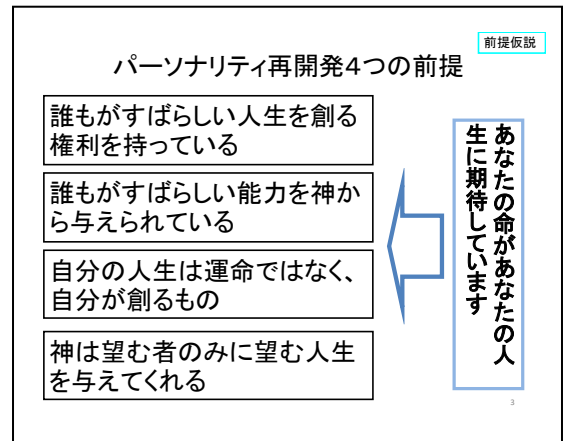 前提仮説
パーソナリティ再開発4つの前提
誰もがすばらしい人生を創る
権利を持っている
誰もがすばらしい能力を神か
ら与えられている
自分の人生は運命ではなく、
自分が創るもの
神は望む者のみに望む人生
を与えてくれる
あなたの命があなたの人
生に期待しています
3